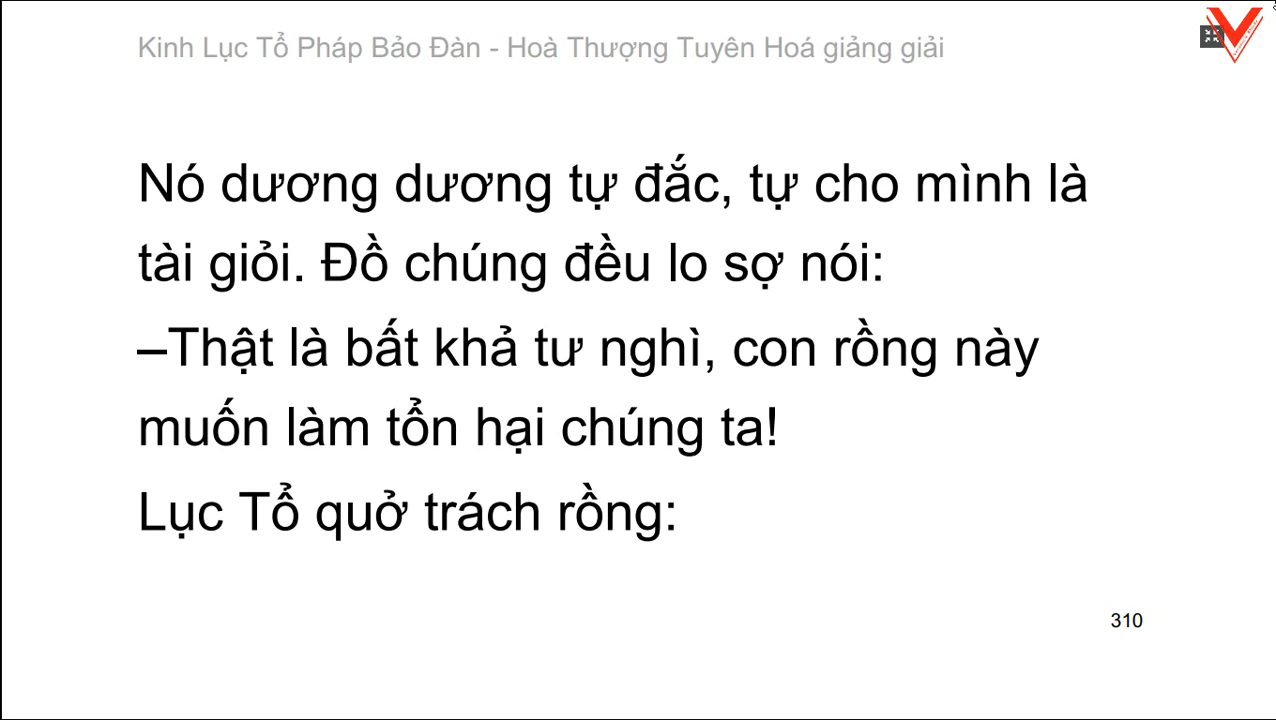 Kinh Lục Tổ Pháp Bảo Đàn - Hoà Thượng Tuyên Hoá giảng giải
Nó dương dương tự đắc, tự cho mình là
tài giỏi. Đồ chúng đều lo sợ nói:
–Thật là bất khả tư nghì, con rồng này
muốn làm tổn hại chúng ta!
Lục Tổ quở trách rồng:
310